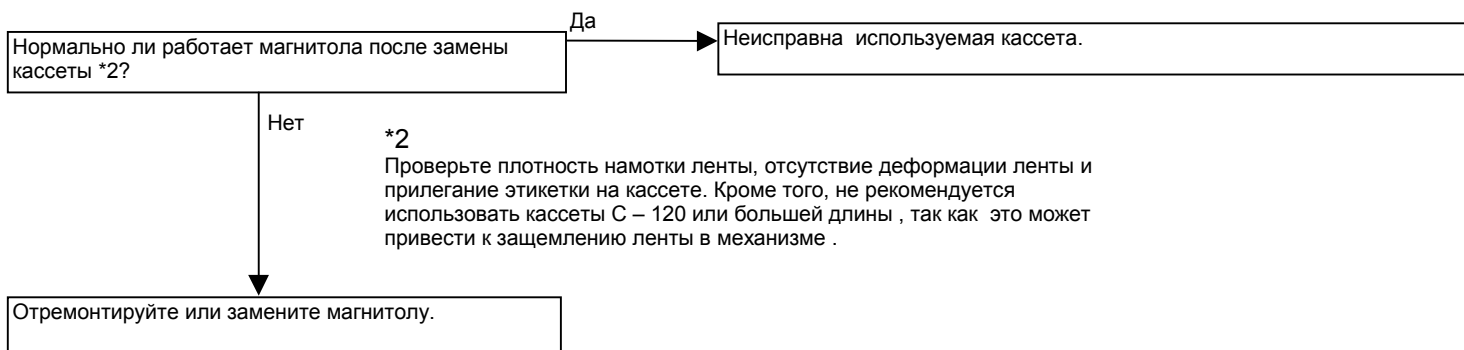 Да
Нормально ли работает магнитола после замены
кассеты *2?
Неисправна используемая кассета.
Нет
*2
Проверьте плотность намотки ленты, отсутствие деформации ленты и
прилегание этикетки на кассете. Кроме того, не рекомендуется
использовать кассеты С – 120 или большей длины , так как это может
привести к защемлению ленты в механизме .
Отремонтируйте или замените магнитолу.